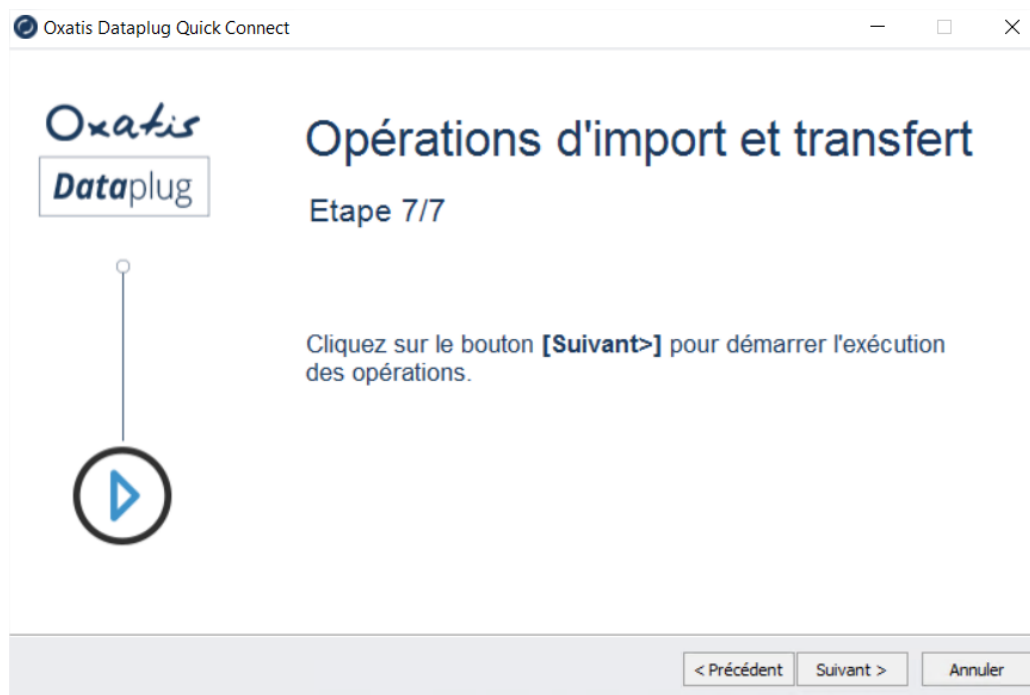 Oxatis Dataplug Quick Connect
Oxatis
Dataplug
Opérations d'import et transfert
Etape 7/7
Cliquez sur le bouton [Suivant>] pour démarrer l'exécution
des opérations.
< Précédent
Suivant >
Annuler